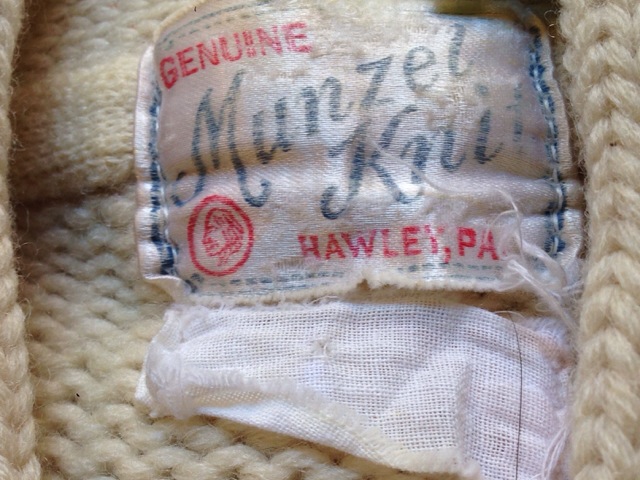 GENUINE
Munzel
Knit
HAWLEY, PA